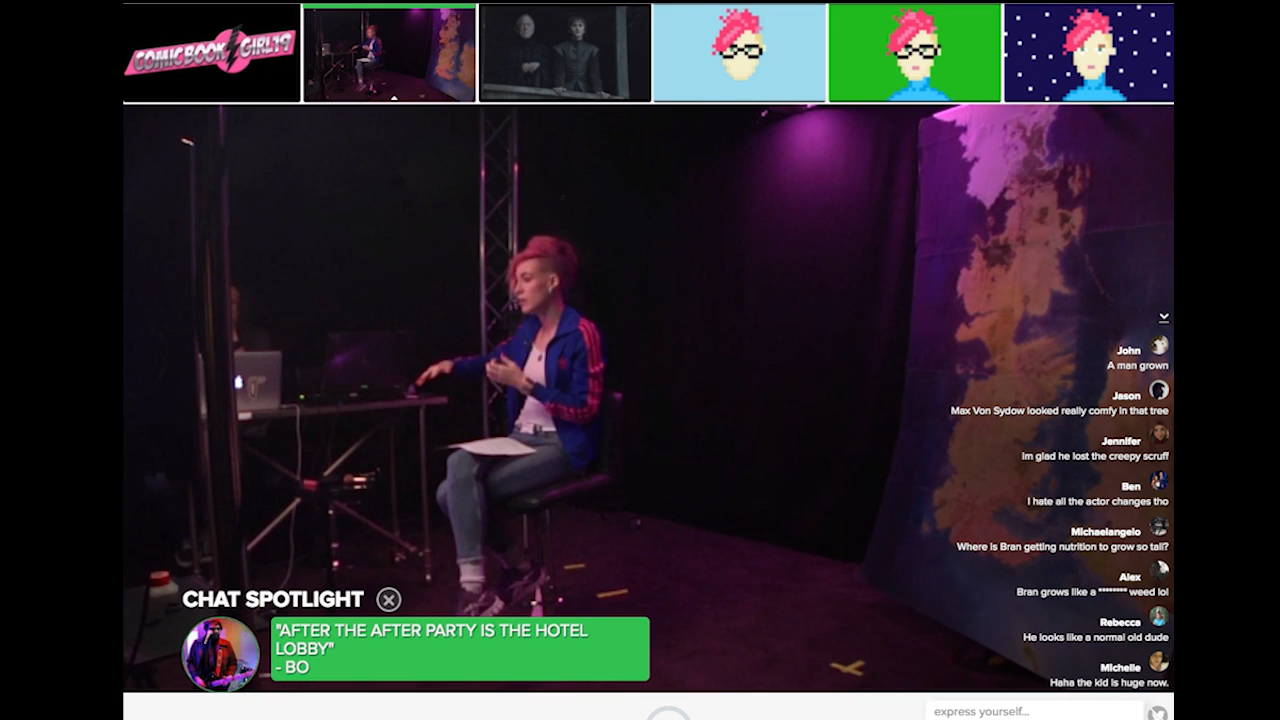 COMICBOOK GIRL19
John
A man grown
Jason
Max Von Sydow looked really comfy in that tree
Jennifer
Im glad he lost the creepy scruff
Ben
I hate all the actor changes tho
Michaelangelo
Where is Bran getting nutrition to grow so tall?
Alex
Bran grows like a ******** weed lol
Rebecca
He looks like a normal old dude
Michelle
Haha the kid is huge now.
CHAT SPOTLIGHT
"AFTER THE AFTER PARTY IS THE HOTEL
LOBBY"
- BO
express yourself...